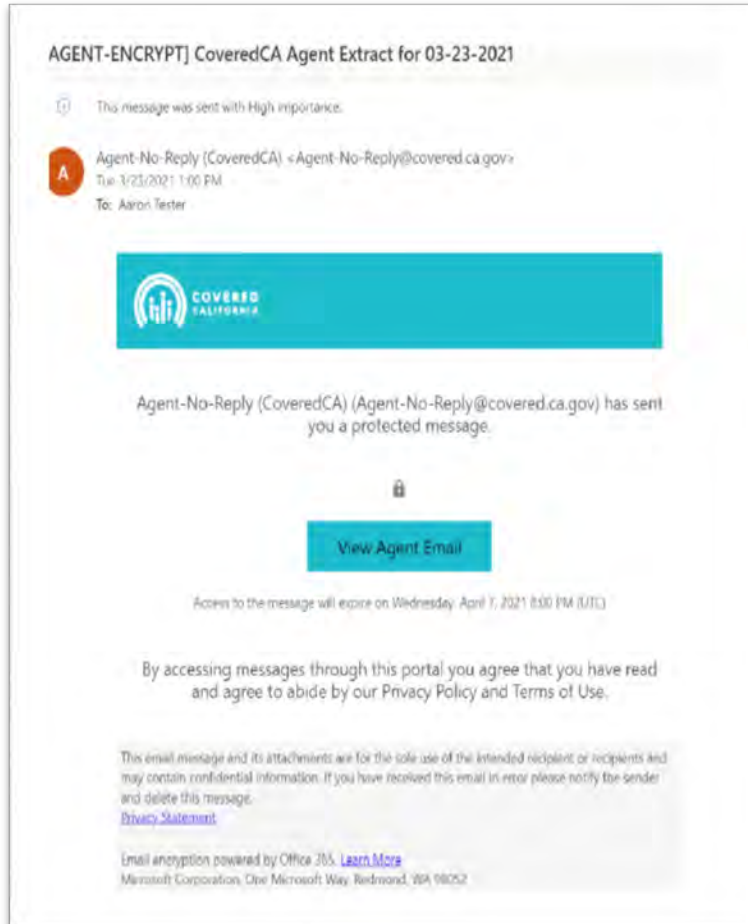 AGENT-ENCRYPT] CoveredCA Agent Extract for 03-23-2021
This message was sent with High importance.
A
Agent-No-Reply (CoveredCA) <Agent-No-Reply@covered.ca.gov>
Tue 3/23/2021 1:00 PM
To: Aaron Tester
COVERED
CALIFORNIA
Agent-No-Reply (CoveredCA) (Agent-No-Reply@covered.ca.gov) has sent
you a protected message.
View Agent Email
Access to the message will expire on Wednesday, April 7, 2021 8:00 PM (UTC)
By accessing messages through this portal you agree that you have read
and agree to abide by our Privacy Policy and Terms of Use.
This email message and its attachments are for the sole use of the intended recipient or recipients and
may contain confidential information. If you have received this email in error please notify the sender
and delete this message.
Privacy Statement
Email encryption powered by Office 365. Learn More
Microsoft Corporation, One Microsoft Way, Redmond, WA 98052